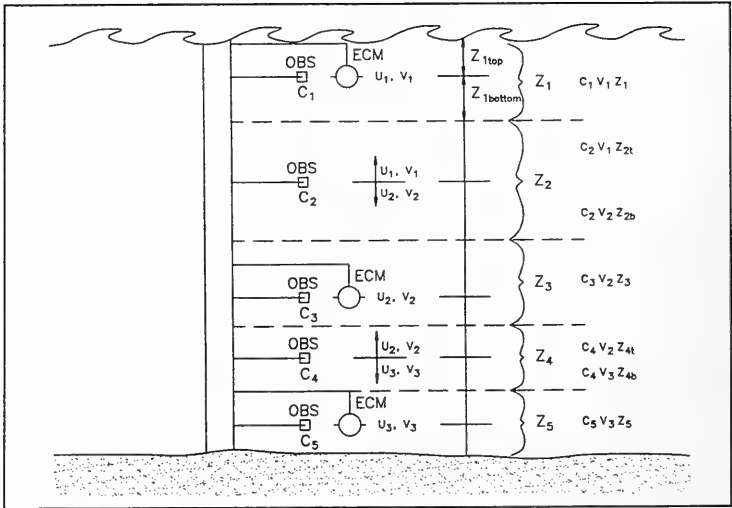 OBS ECM Z1top
C1 U1, V1 Z1bottom Z1 C1 V1 Z1
OBS U1, V1 C2 V1 Z2t
C2 U2, V2 Z2 C2 V2 Z2b
OBS ECM
C3 U2, V2 Z3 C3 V2 Z3
OBS U2, V2 C4 V2 Z4t
C4 U3, V3 Z4 C4 V3 Z4b
OBS ECM
C5 U3, V3 Z5 C5 V3 Z5